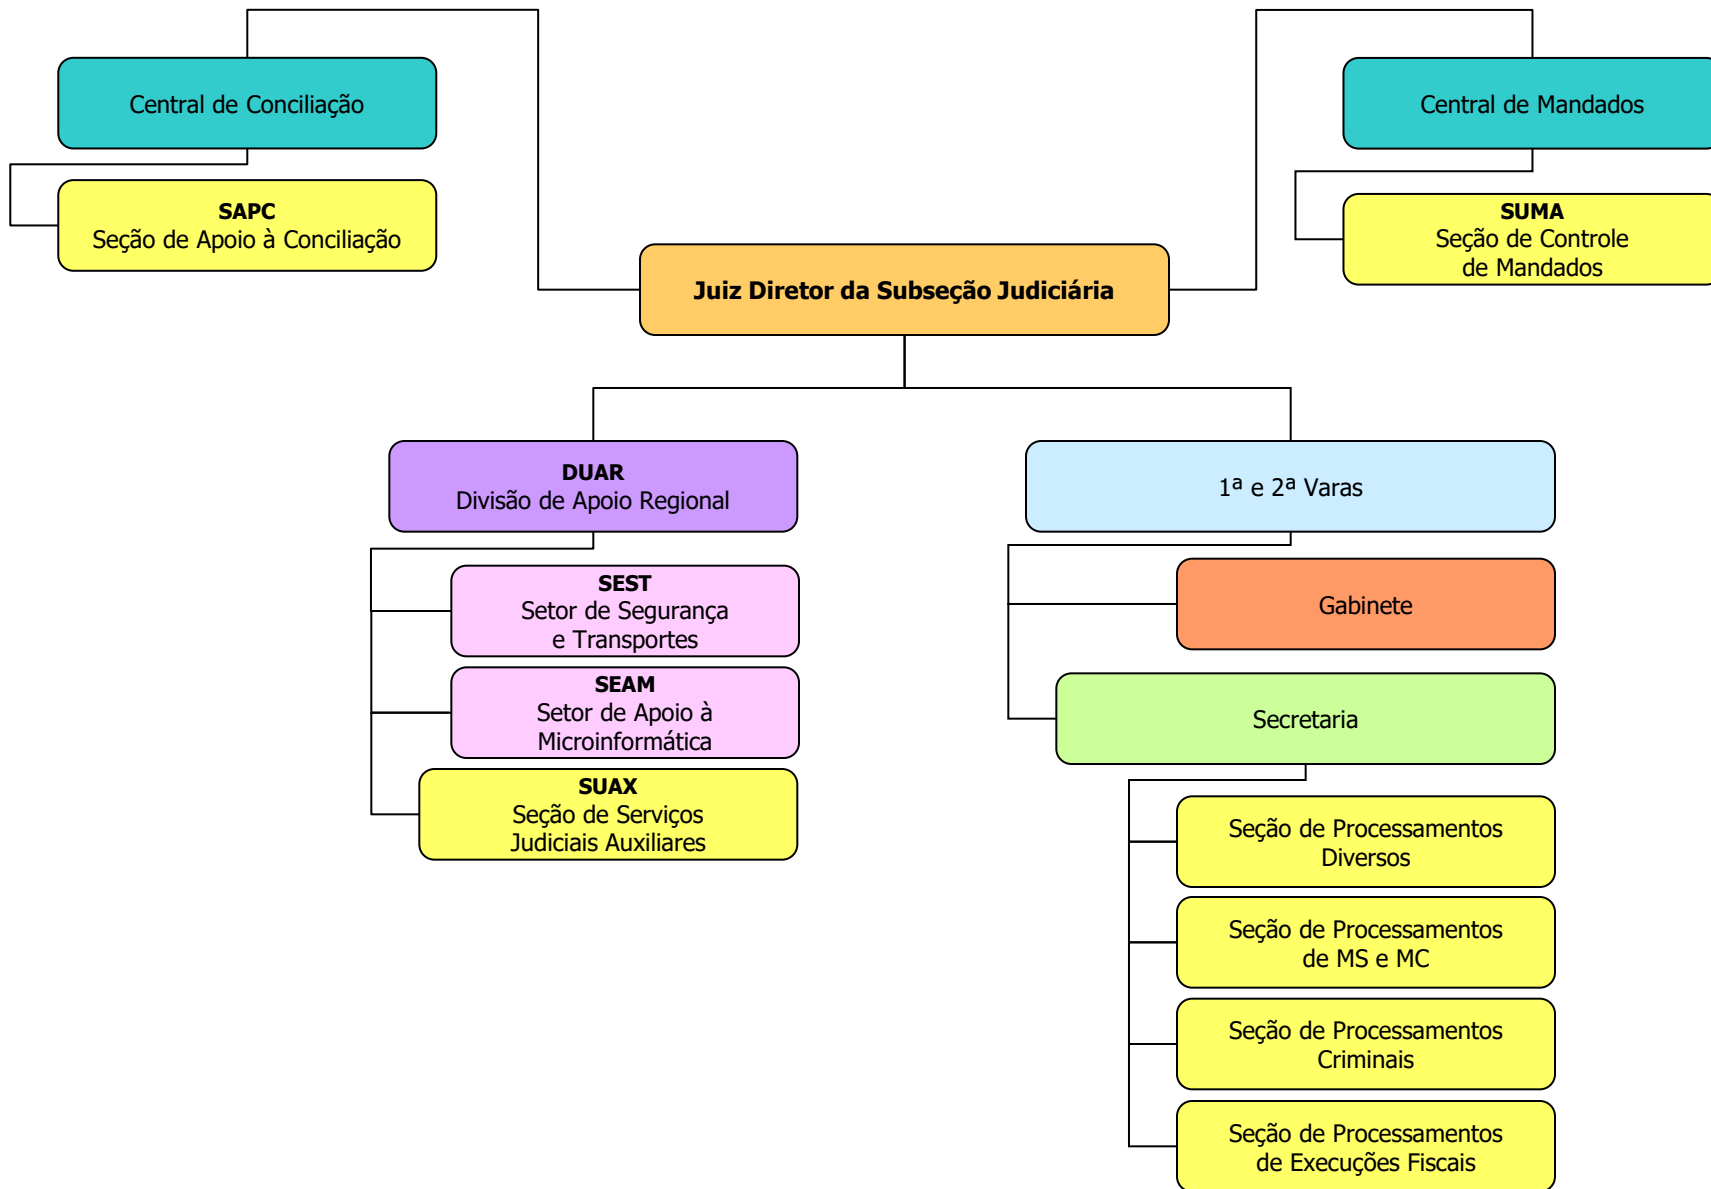 Central de Conciliação
Central de Mandados
SAPC
Seção de Apoio à Conciliação
SUMA
Seção de Controle
de Mandados
Juiz Diretor da Subseção Judiciária
DUAR
Divisão de Apoio Regional
SEST
Setor de Segurança
e Transportes
SEAM
Setor de Apoio à
Microinformática
SUAX
Seção de Serviços
Judiciais Auxiliares
1ª e 2ª Varas
Gabinete
Secretaria
Seção de Processamentos
Diversos
Seção de Processamentos
de MS e MC
Seção de Processamentos
Criminais
Seção de Processamentos
de Execuções Fiscais